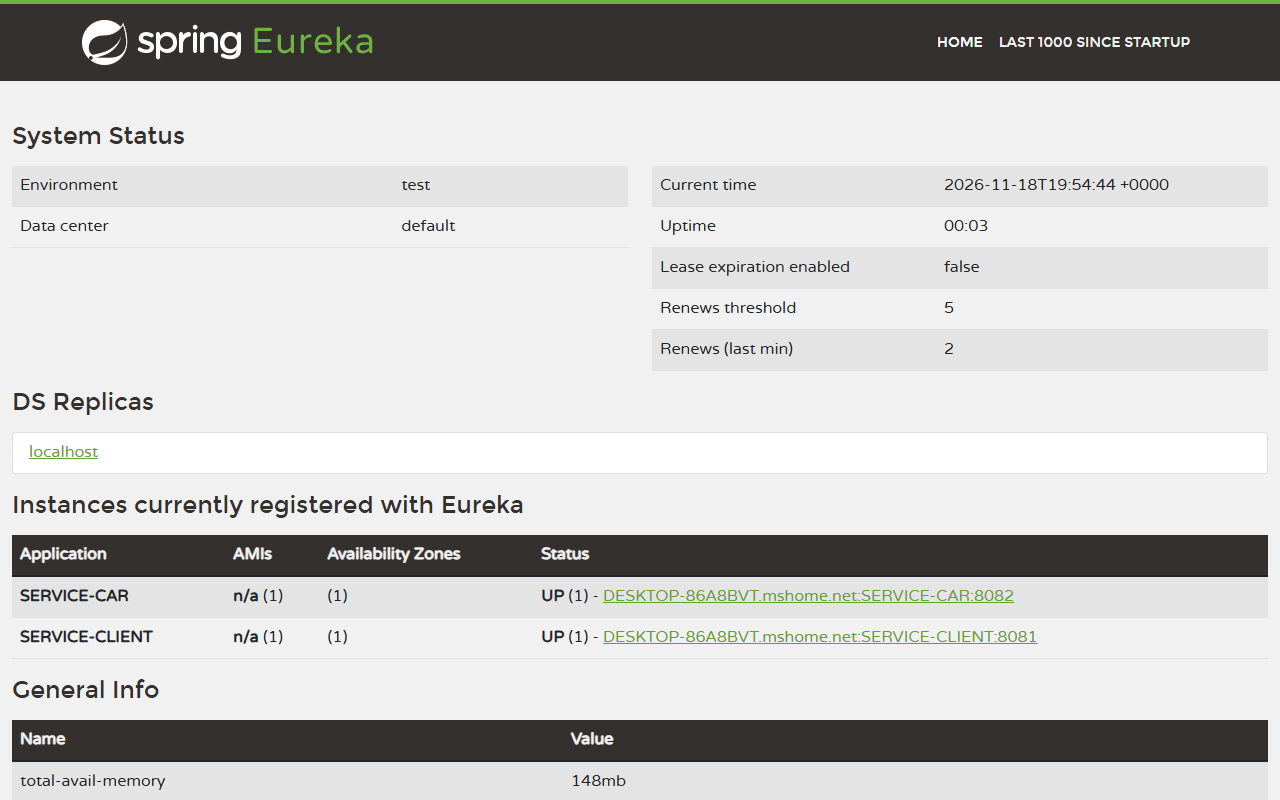 spring Eureka
HOME LAST 1000 SINCE STARTUP
System Status
Environment test
Data center default
Current time 2026-11-18T19:54:44 +0000
Uptime 00:03
Lease expiration enabled false
Renews threshold 5
Renews (last min) 2
DS Replicas
localhost
Instances currently registered with Eureka
Application AMIs Availability Zones Status
SERVICE-CAR n/a (1) (1) UP (1) - DESKTOP-86A8BVT.mshome.net:SERVICE-CAR:8082
SERVICE-CLIENT n/a (1) (1) UP (1) - DESKTOP-86A8BVT.mshome.net:SERVICE-CLIENT:8081
General Info
Name Value
total-avail-memory 148mb